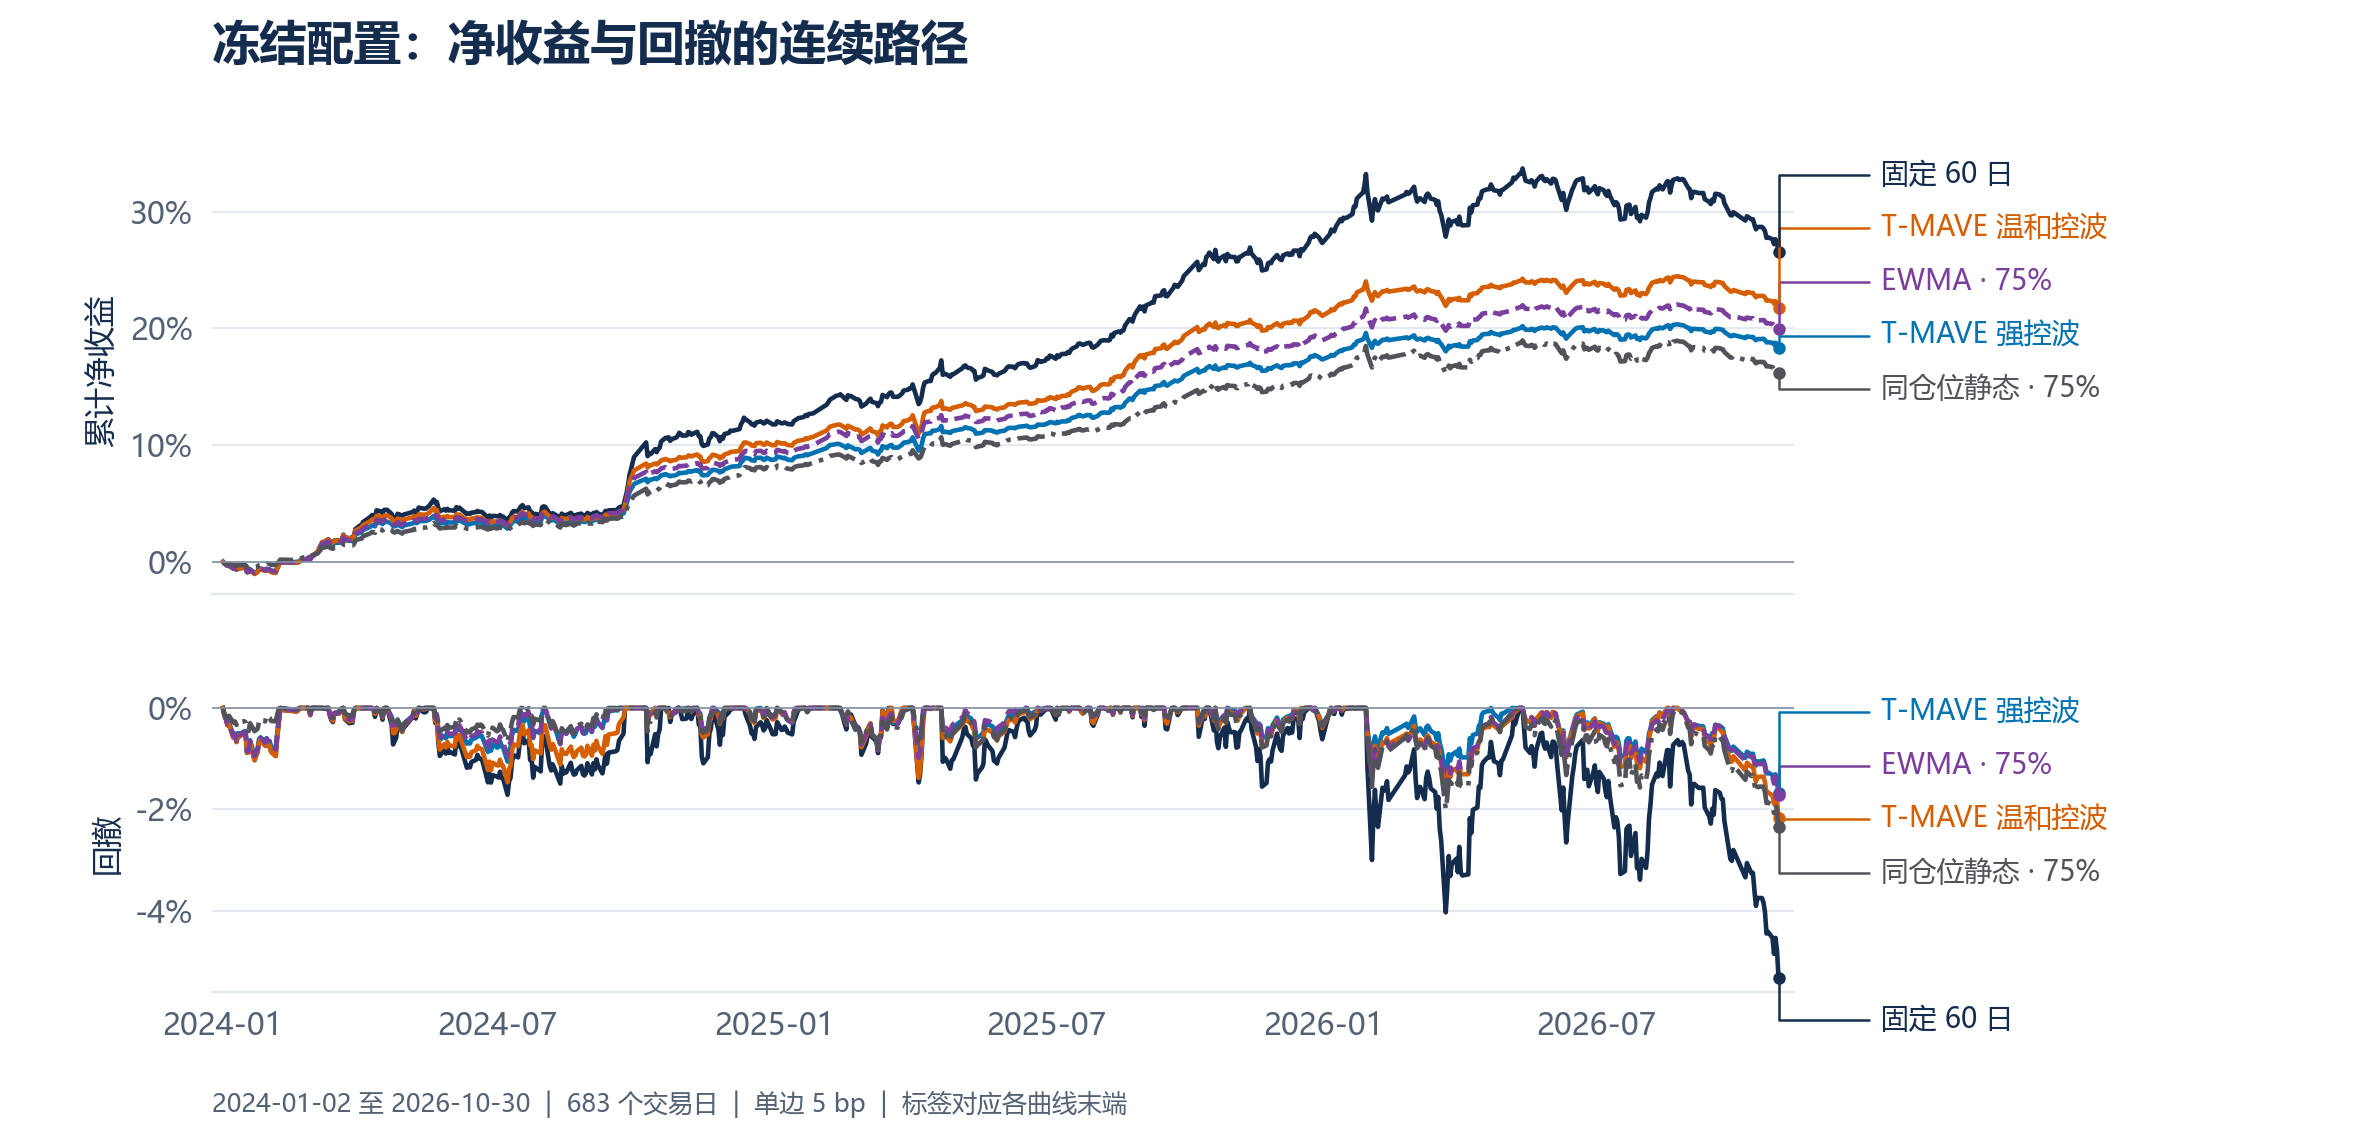 冻结配置：净收益与回撤的连续路径
累计净收益
30%
20%
10%
0%
固定 60 日
T-MAVE 温和控波
EWMA · 75%
T-MAVE 强控波
同仓位静态 · 75%
回撤
0%
-2%
-4%
T-MAVE 强控波
EWMA · 75%
T-MAVE 温和控波
同仓位静态 · 75%
固定 60 日
2024-01
2024-07
2025-01
2025-07
2026-01
2026-07
2024-01-02 至 2026-10-30 | 683 个交易日 | 单边 5 bp | 标签对应各曲线末端